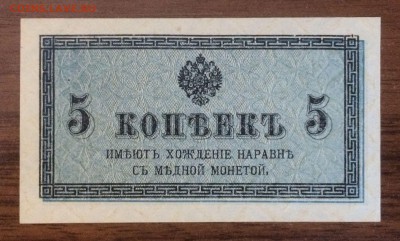 5 КОПѢЕКЪ 5
ИМѢЮТЪ ХОЖДЕНІЕ НАРАВНѢ
СЪ МѢДНОЙ МОНЕТОЙ.